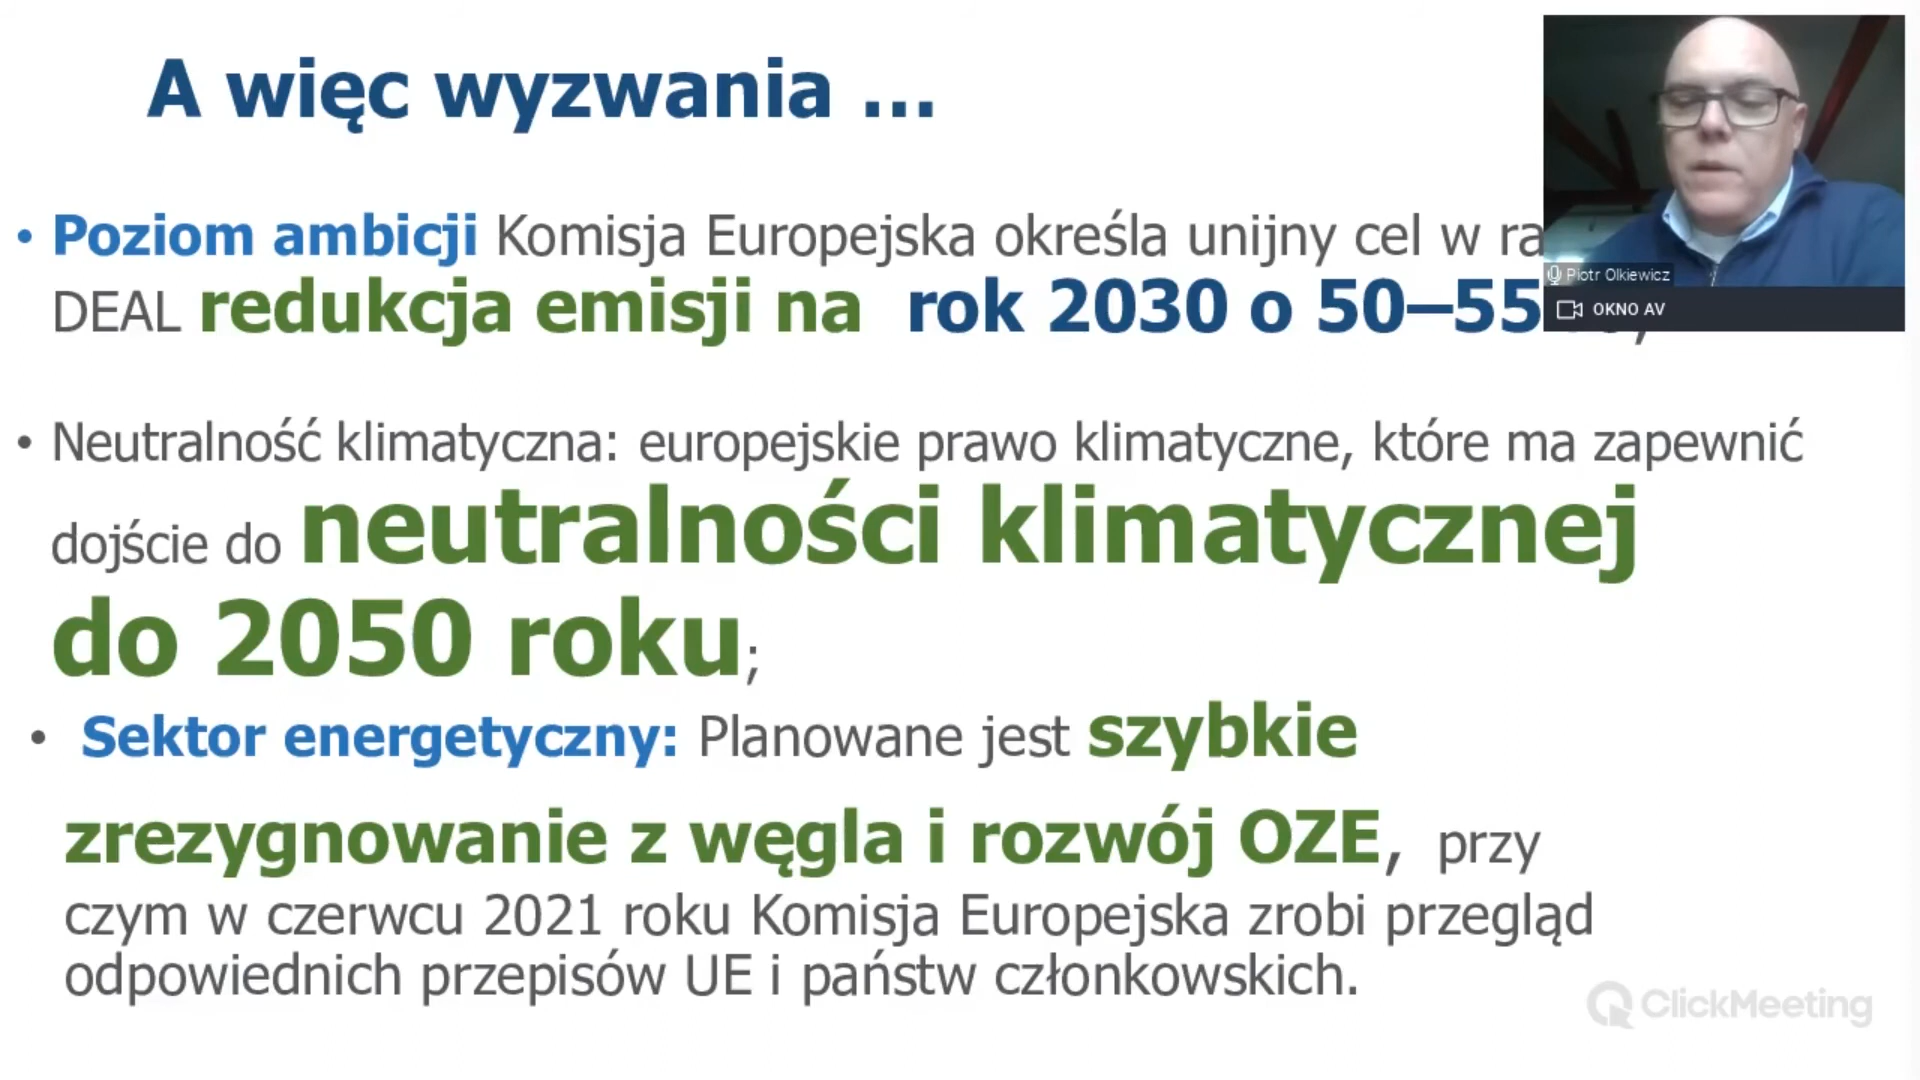 A więc wyzwania ...
• Poziom ambicji Komisja Europejska określa unijny cel w
DEAL redukcja emisji na rok 2030 o 50–55
• Neutralność klimatyczna: europejskie prawo klimatyczne, które ma zapewnić
dojście do neutralności klimatycznej
do 2050 roku;
• Sektor energetyczny: Planowane jest szybkie
zrezygnowanie z węgla i rozwój OZE, przy
czym w czerwcu 2021 roku Komisja Europejska zrobi przegląd
odpowiednich przepisów UE i państw członkowskich.
Piotr Olkiewicz
OKNO AV
ClickMeeting